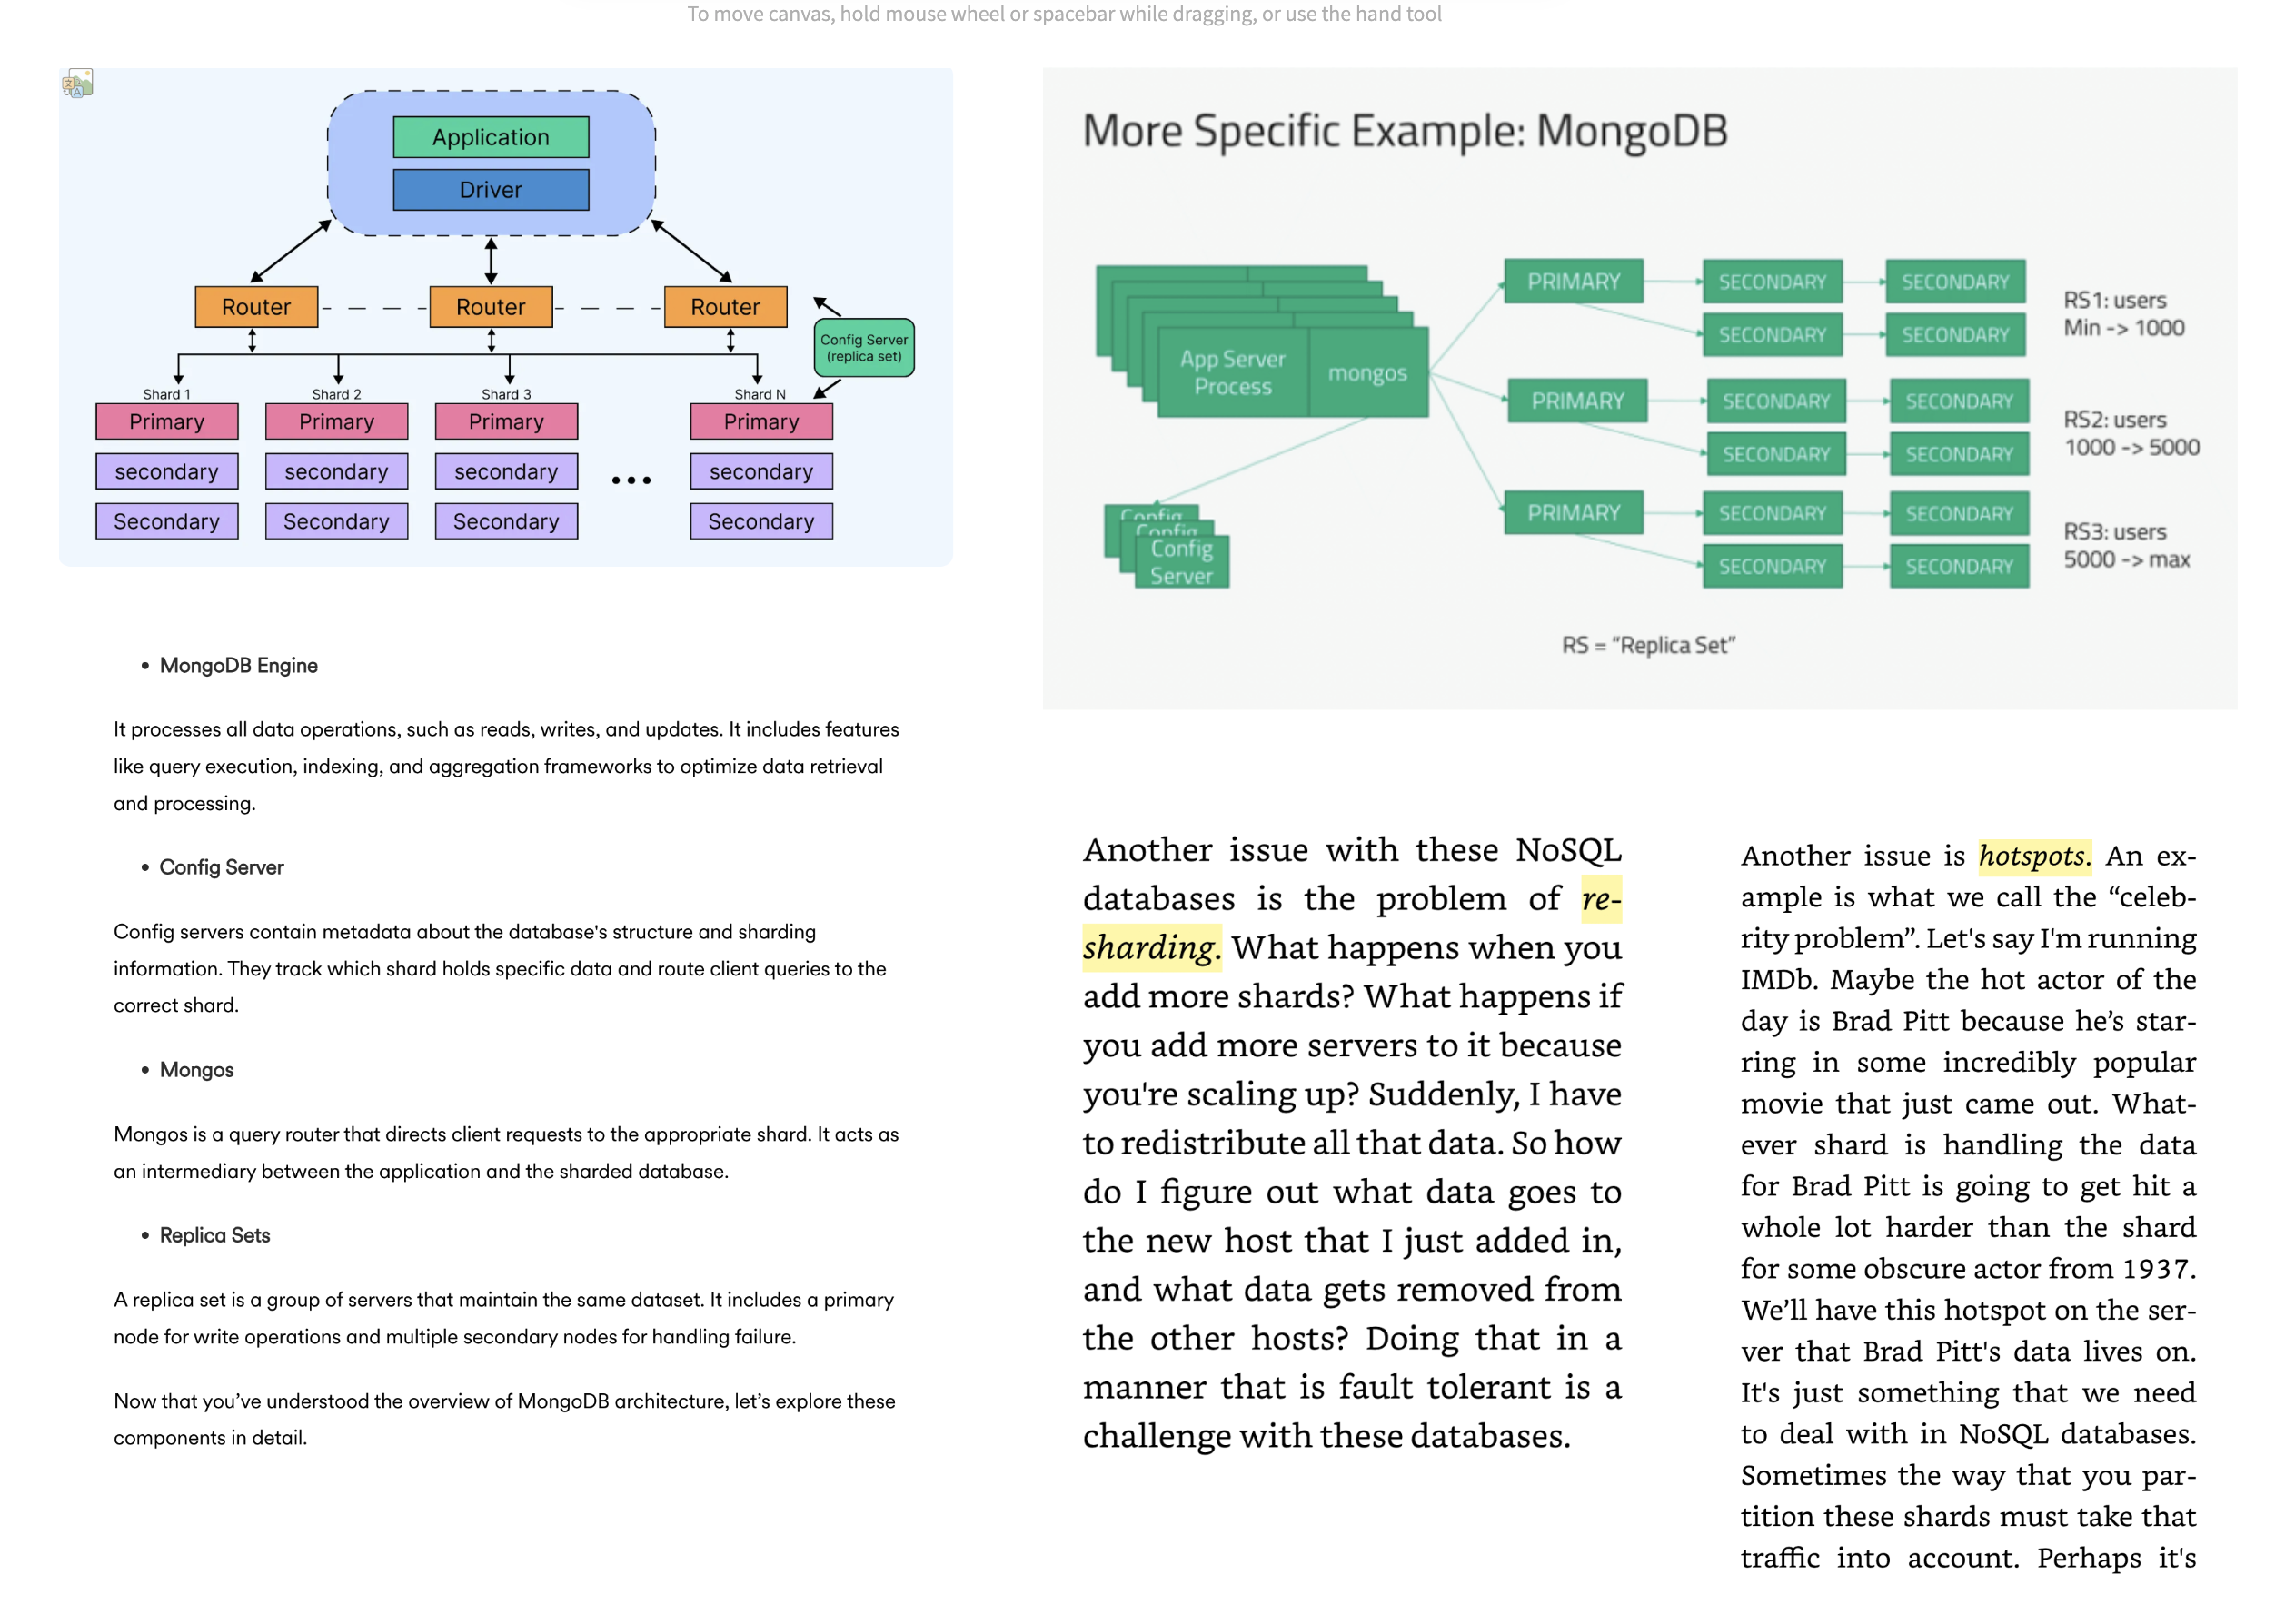 To move canvas, hold mouse wheel or spacebar while dragging, or use the hand tool
Application
Driver
Router
Router
Router
Config Server
(replica set)
Shard 1
Shard 2
Shard 3
Shard N
Primary
Primary
Primary
Primary
secondary
secondary
secondary
...
secondary
Secondary
Secondary
Secondary
Secondary
• MongoDB Engine
It processes all data operations, such as reads, writes, and updates. It includes features
like query execution, indexing, and aggregation frameworks to optimize data retrieval
and processing.
• Config Server
Config servers contain metadata about the database's structure and sharding
information. They track which shard holds specific data and route client queries to the
correct shard.
• Mongos
Mongos is a query router that directs client requests to the appropriate shard. It acts as
an intermediary between the application and the sharded database.
• Replica Sets
A replica set is a group of servers that maintain the same dataset. It includes a primary
node for write operations and multiple secondary nodes for handling failure.
Now that you’ve understood the overview of MongoDB architecture, let’s explore these
components in detail.
More Specific Example: MongoDB
App Server
Process
mongos
Config
Config
Config
Server
PRIMARY
SECONDARY
SECONDARY
SECONDARY
SECONDARY
RS1: users
Min -> 1000
PRIMARY
SECONDARY
SECONDARY
SECONDARY
SECONDARY
RS2: users
1000 -> 5000
PRIMARY
SECONDARY
SECONDARY
SECONDARY
SECONDARY
RS3: users
5000 -> max
RS = “Replica Set”
Another issue with these NoSQL
databases is the problem of re-
sharding. What happens when you
add more shards? What happens if
you add more servers to it because
you're scaling up? Suddenly, I have
to redistribute all that data. So how
do I figure out what data goes to
the new host that I just added in,
and what data gets removed from
the other hosts? Doing that in a
manner that is fault tolerant is a
challenge with these databases.
Another issue is hotspots. An ex-
ample is what we call the “celeb-
rity problem”. Let's say I'm running
IMDb. Maybe the hot actor of the
day is Brad Pitt because he’s star-
ring in some incredibly popular
movie that just came out. What-
ever shard is handling the data
for Brad Pitt is going to get hit a
whole lot harder than the shard
for some obscure actor from 1937.
We’ll have this hotspot on the ser-
ver that Brad Pitt's data lives on.
It's just something that we need
to deal with in NoSQL databases.
Sometimes the way that you par-
tition these shards must take that
traffic into account. Perhaps it's